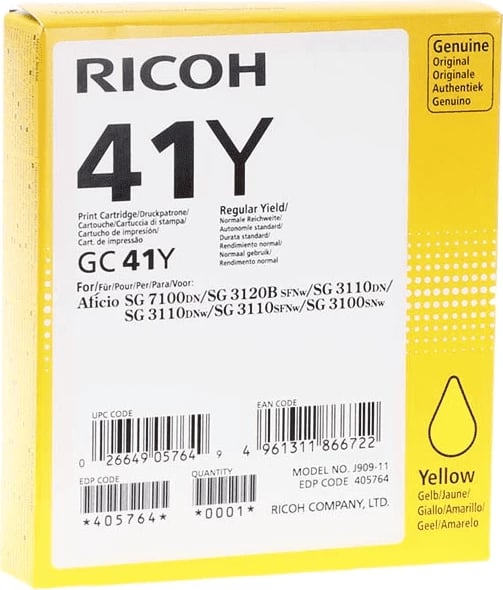 RICOH
Genuine
Original
Originale
Authentiek
Genuino
41Y
Print Cartridge/Druckpatrone/
Cartouche/Cartuccia di stampa/
Cartucho de impresión/
Cart. de impressão
GC 41Y
Regular Yield/
Normale Reichweite/
Autonomie standard/
Durata standard/
Rendimiento normal/
Normaal gebruik/
Rendimento normal
For/Für/Pour/Per/Para/Voor:
Aficio SG 7100DN/SG 3120B SFNw/SG 3110DN/
SG 3110DNw/SG 3110SFNw/SG 3100SNw
UPC CODE
0 26649 05764 9
EAN CODE
4 961311 866722
EDP CODE
*405764*
QUANTITY
*0001*
MODEL NO. J909-11
EDP CODE 405764
RICOH COMPANY, LTD.
Yellow
Gelb/Jaune/
Giallo/Amarillo/
Geel/Amarelo